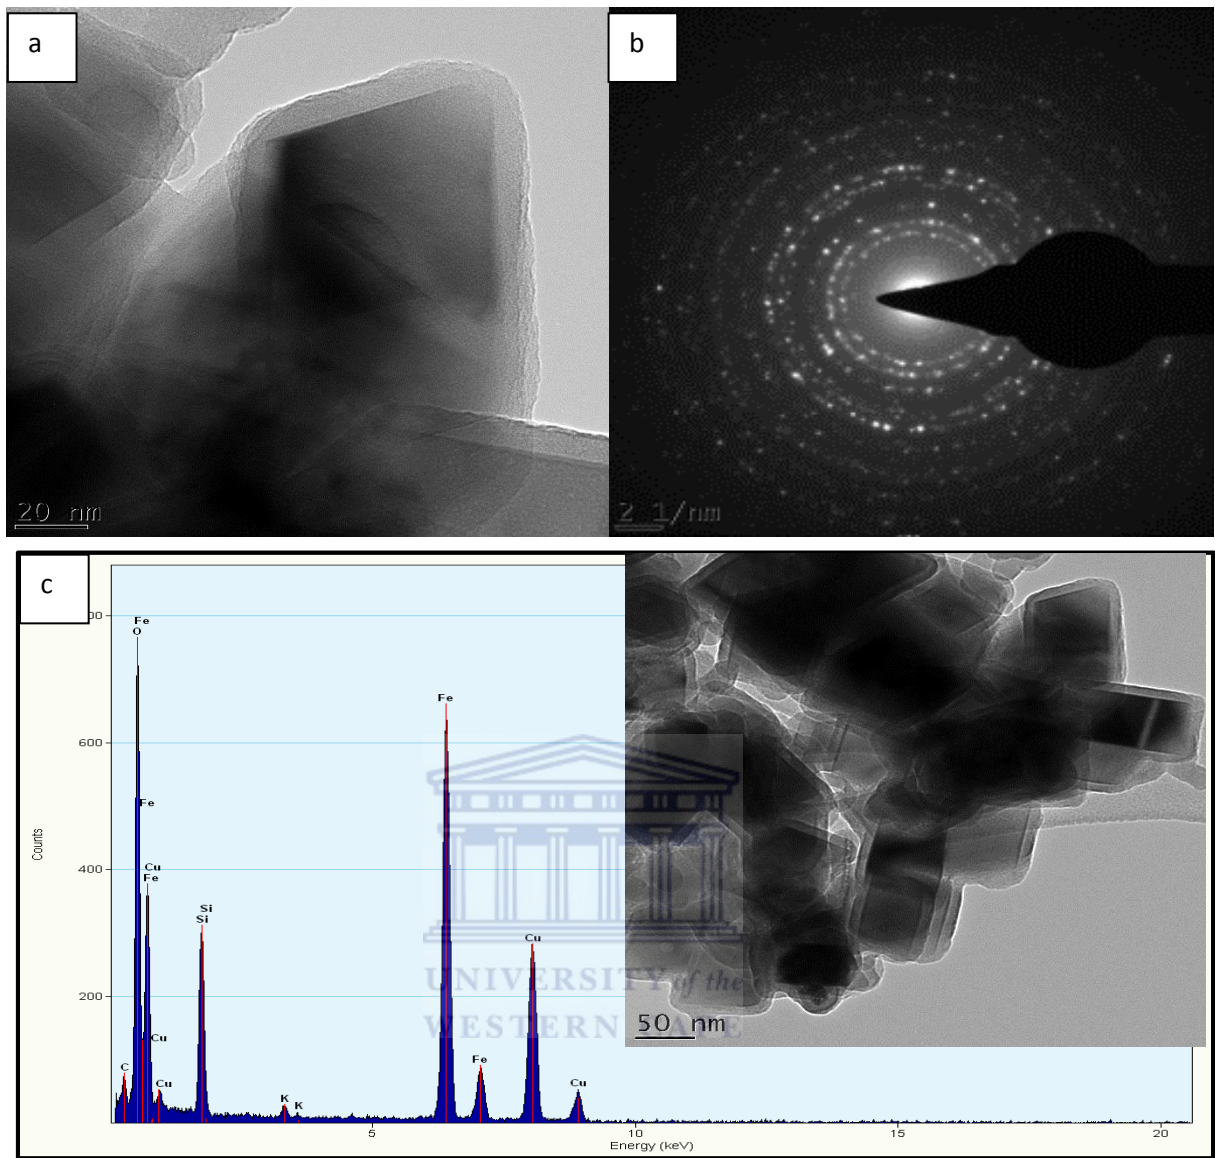 a
b
20 nm
2 1/nm
c
00
Fe
O
Fe
600
Fe
Cu
Fe
400
Si
Si
Cu
Counts
200
Cu
C
Cu
K
K
Fe
Cu
5
10
15
20
Energy (keV)
UNIVERSITY of the
WESTERN CAPE
50 nm